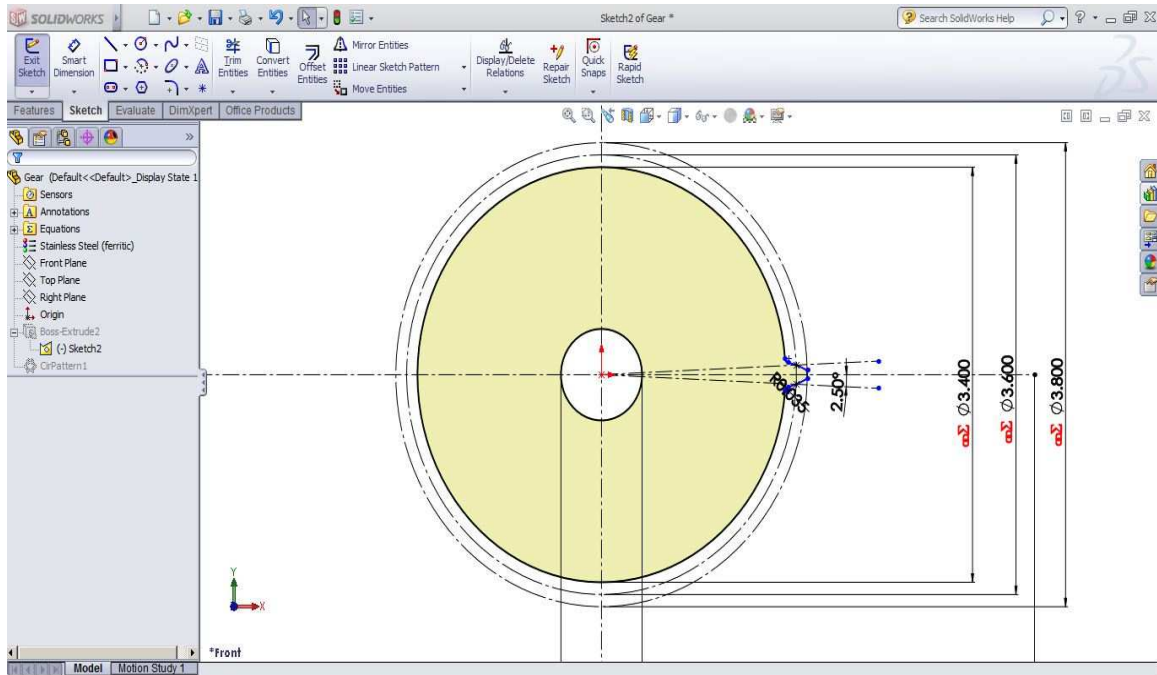 SOLIDWORKS
Sketch2 of Gear *
Search SolidWorks Help
Exit Sketch
Smart Dimension
Trim Entities
Convert Entities
Offset Entities
Mirror Entities
Linear Sketch Pattern
Move Entities
Display/Delete Relations
Repair Sketch
Quick Snaps
Rapid Sketch
Features Sketch Evaluate DimXpert Office Products
Gear (Default<<Default>_Display State 1
Sensors
Annotations
Equations
Stainless Steel (ferritic)
Front Plane
Top Plane
Right Plane
Origin
Boss-Extrude2
(-) Sketch2
CirPattern1
R0.035
2.50°
Ø3.400
Ø3.600
Ø3.800
Y
X
*Front
Model Motion Study 1